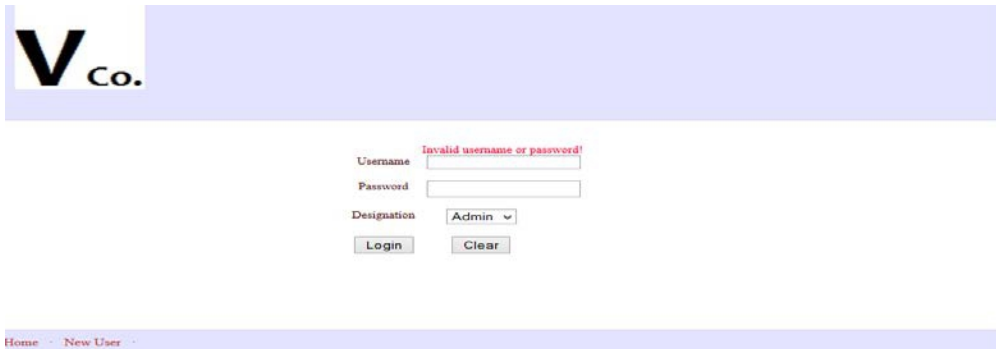 V Co.
Invalid username or password!
Username
Password
Designation Admin
Login Clear
Home · New User ·